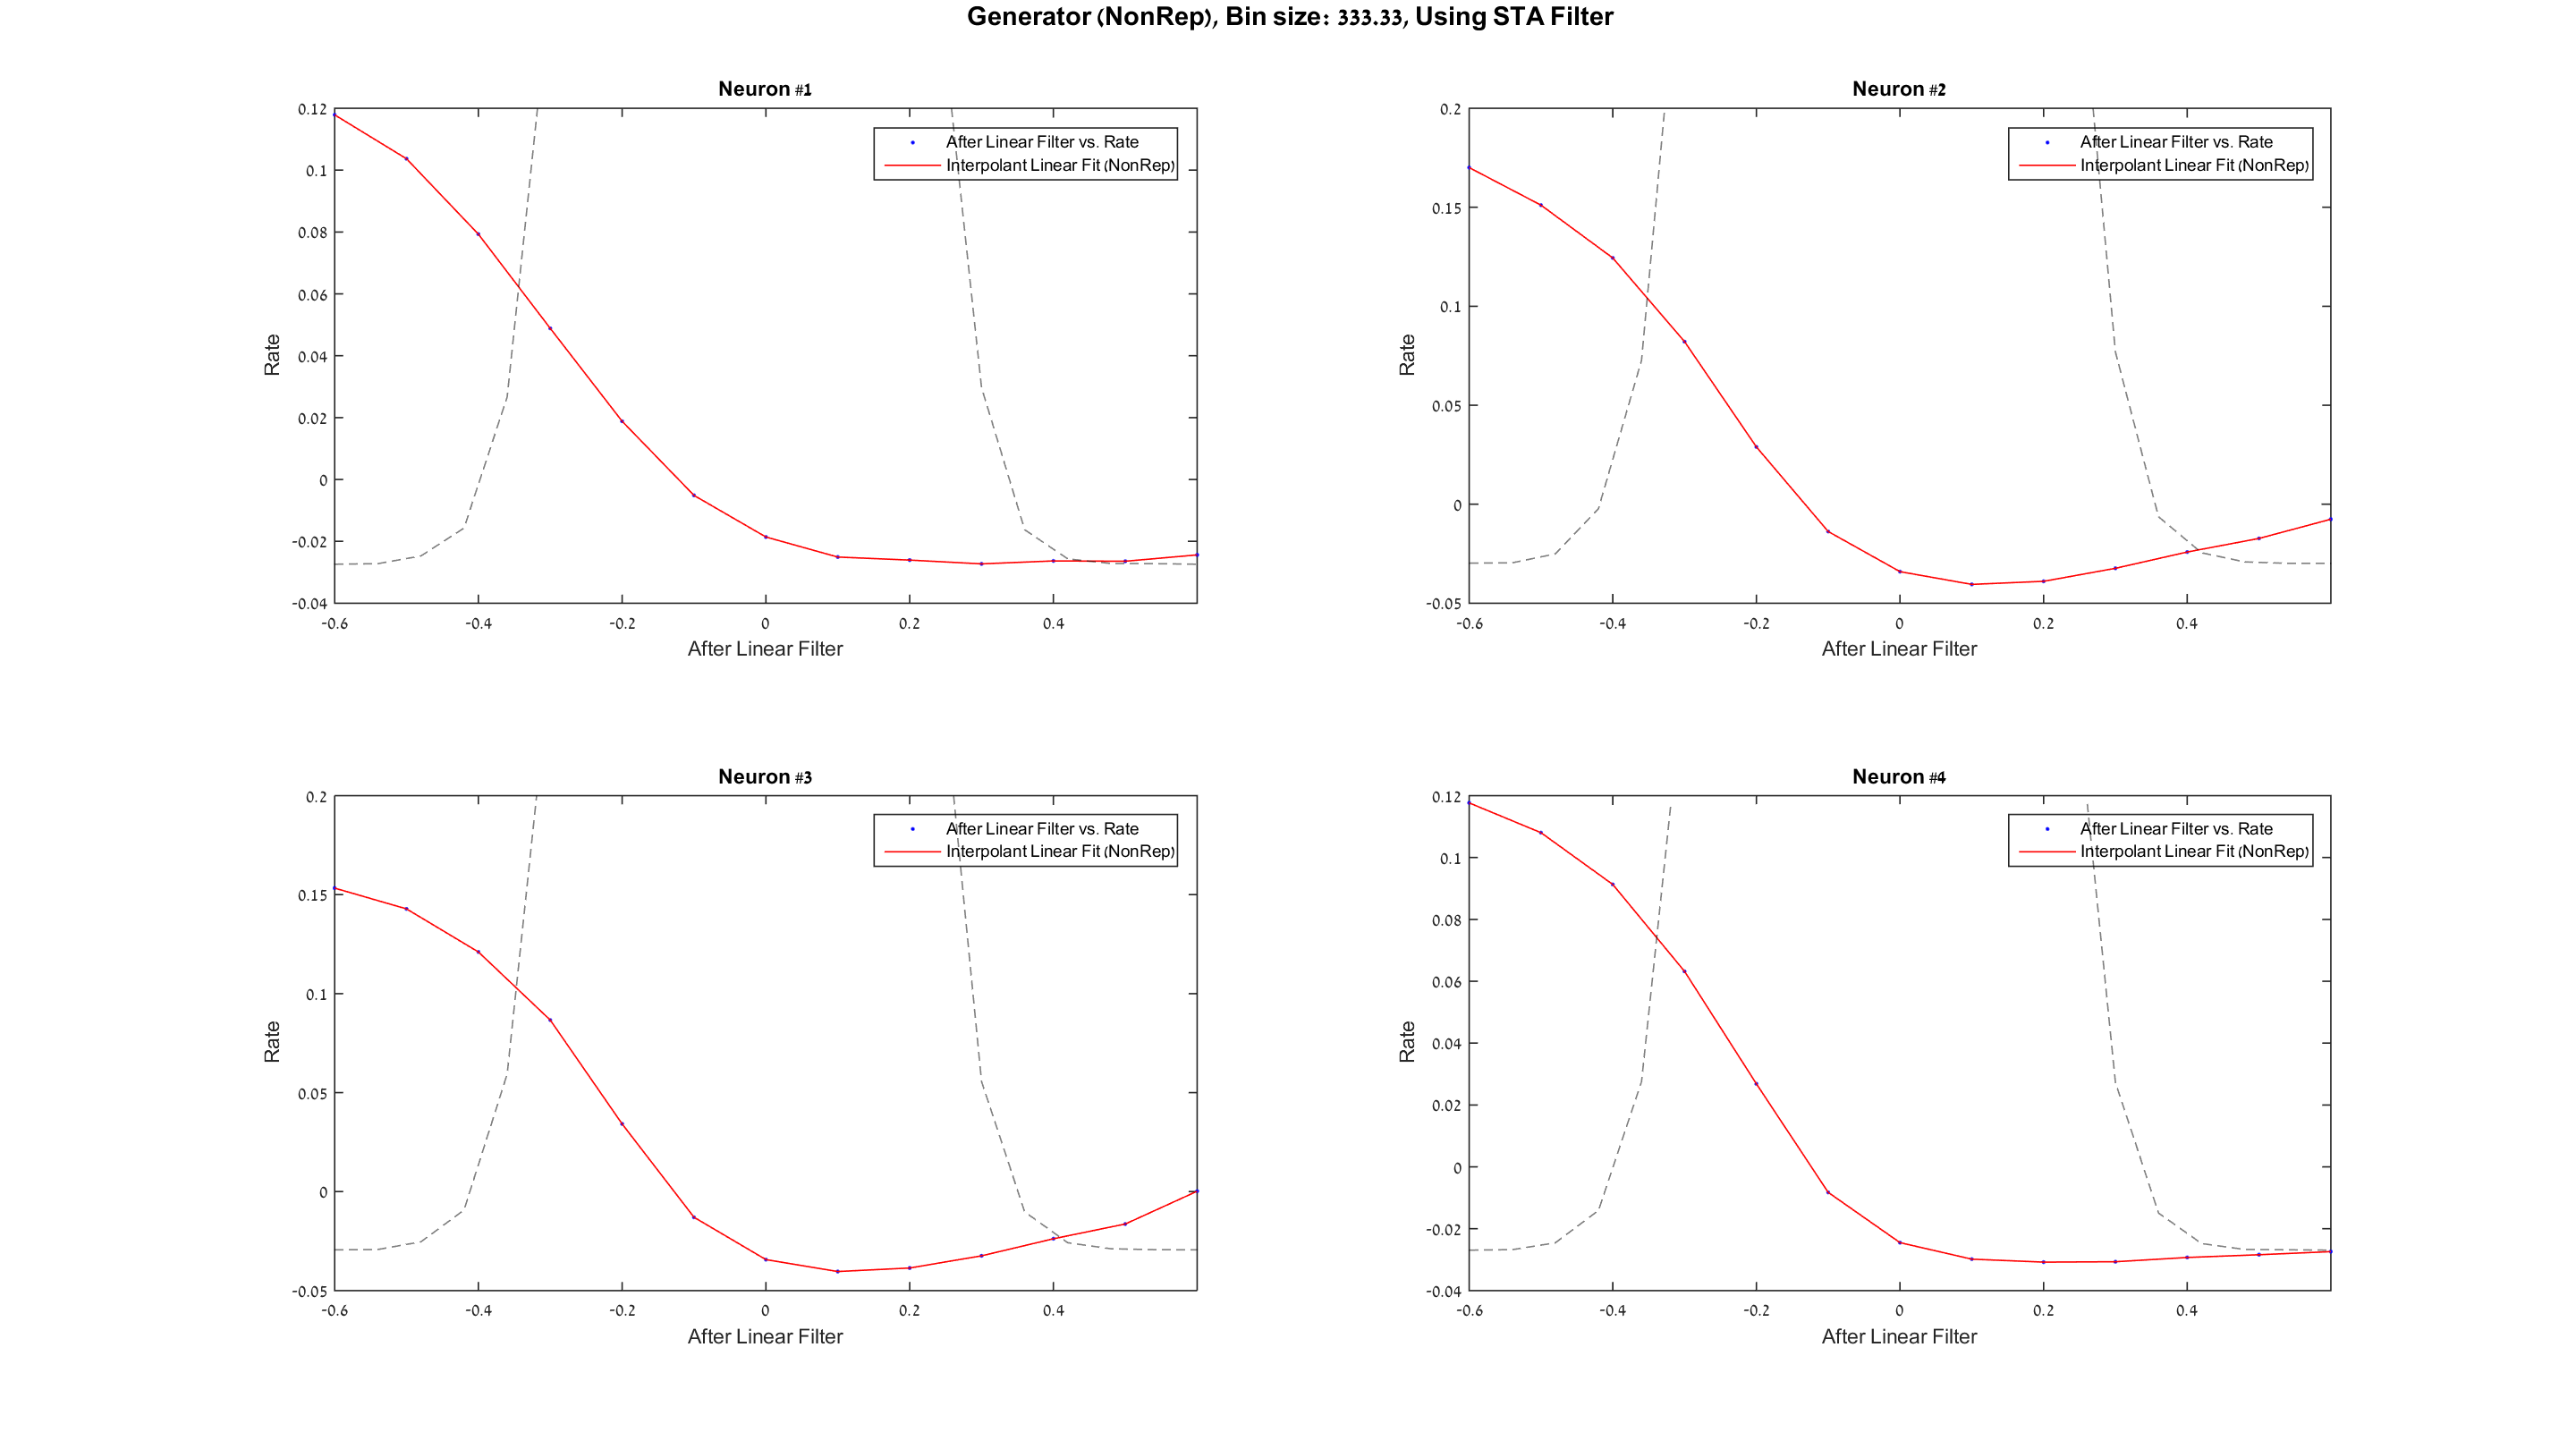 Generator (NonRep), Bin size: 333.33, Using STA Filter
Neuron #1
After Linear Filter vs. Rate
Interpolant Linear Fit (NonRep)
0.12
0.1
0.08
0.06
0.04
0.02
0
-0.02
-0.04
Rate
-0.6 -0.4 -0.2 0 0.2 0.4
After Linear Filter
Neuron #2
After Linear Filter vs. Rate
Interpolant Linear Fit (NonRep)
0.2
0.15
0.1
0.05
0
-0.05
Rate
-0.6 -0.4 -0.2 0 0.2 0.4
After Linear Filter
Neuron #3
After Linear Filter vs. Rate
Interpolant Linear Fit (NonRep)
0.2
0.15
0.1
0.05
0
-0.05
Rate
-0.6 -0.4 -0.2 0 0.2 0.4
After Linear Filter
Neuron #4
After Linear Filter vs. Rate
Interpolant Linear Fit (NonRep)
0.12
0.1
0.08
0.06
0.04
0.02
0
-0.02
-0.04
Rate
-0.6 -0.4 -0.2 0 0.2 0.4
After Linear Filter